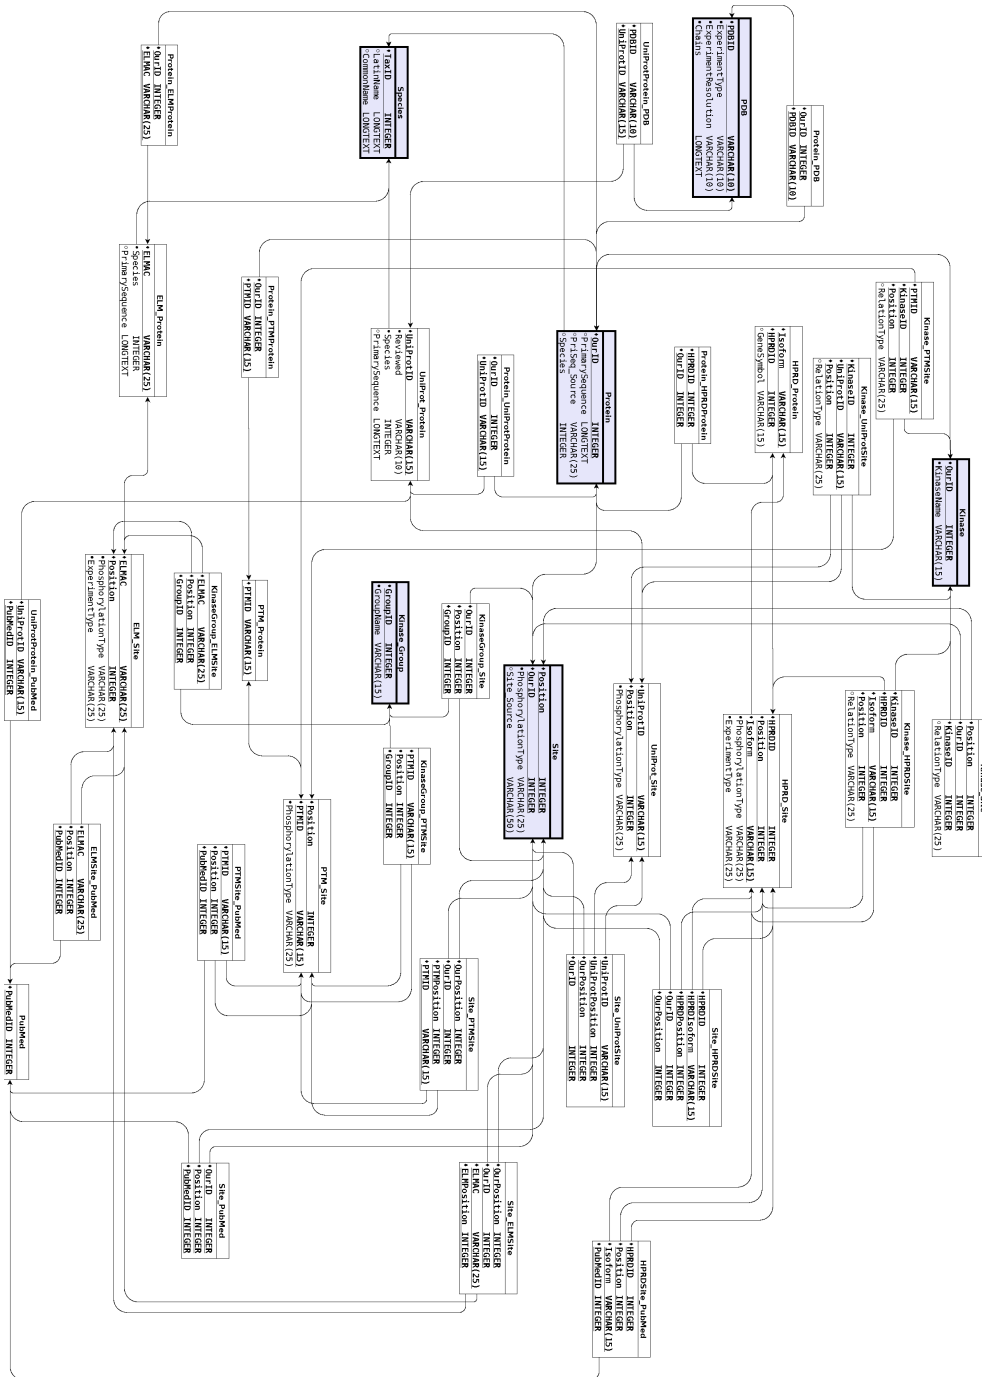 Kinase
•OurID INTEGER
•KinaseName VARCHAR(15)
•Position INTEGER
•OurID INTEGER
•KinaseID INTEGER
○RelationType VARCHAR(25)
Kinase_PTMSite
•PTMID VARCHAR(15)
•KinaseID INTEGER
•Position INTEGER
○RelationType VARCHAR(25)
Kinase_HPRDSite
•KinaseID INTEGER
•HPRDID INTEGER
•Isoform VARCHAR(15)
•Position INTEGER
○RelationType VARCHAR(25)
Kinase_UniProtSite
•KinaseID INTEGER
•UniProtID VARCHAR(15)
•Position INTEGER
○RelationType VARCHAR(25)
Protein_PDB
•OurID INTEGER
•PDBID VARCHAR(10)
HPRD_Protein
•Isoform VARCHAR(15)
•HPRDID INTEGER
○GeneSymbol VARCHAR(15)
HPRD_Site
•HPRDID INTEGER
•Position INTEGER
•Isoform VARCHAR(15)
•PhosphorylationType VARCHAR(25)
•ExperimentType VARCHAR(25)
PDB
•PDBID VARCHAR(10)
•ExperimentType VARCHAR(10)
•ExperimentResolution VARCHAR(10)
○Chains LONGTEXT
Site_HPRDSite
•HPRDID INTEGER
•HPRDIsoform VARCHAR(15)
•HPRDPosition INTEGER
•OurID INTEGER
•OurPosition INTEGER
Protein_HPRDProtein
•HPRDID INTEGER
•OurID INTEGER
UniProtProtein_PDB
•PDBID VARCHAR(10)
•UniProtID VARCHAR(15)
UniProt_Site
•UniProtID VARCHAR(15)
•Position INTEGER
•PhosphorylationType VARCHAR(25)
HPRDSite_PubMed
•HPRDID INTEGER
•Position INTEGER
•Isoform VARCHAR(15)
•PubMedID INTEGER
Site_UniProtSite
•UniProtID VARCHAR(15)
•UniProtPosition INTEGER
•OurPosition INTEGER
•OurID INTEGER
Protein
•OurID INTEGER
○PrimarySequence LONGTEXT
•PriSeq_Source VARCHAR(25)
○Species INTEGER
Site
•Position INTEGER
•OurID INTEGER
•PhosphorylationType VARCHAR(25)
○Site_Source VARCHAR(50)
Protein_UniProtProtein
•OurID INTEGER
•UniProtID VARCHAR(15)
KinaseGroup_Site
•OurID INTEGER
•Position INTEGER
•GroupID INTEGER
Site_PTMSite
•OurPosition INTEGER
•OurID INTEGER
•PTMPosition INTEGER
•PTMID VARCHAR(15)
Site_ELMSite
•OurPosition INTEGER
•OurID INTEGER
•ELMAC VARCHAR(25)
•ELMPosition INTEGER
Species
•TaxID INTEGER
○LatinName LONGTEXT
○CommonName LONGTEXT
UniProt_Protein
•UniProtID VARCHAR(15)
•Reviewed VARCHAR(10)
•Species INTEGER
○PrimarySequence LONGTEXT
Kinase_Group
•GroupID INTEGER
•GroupName VARCHAR(15)
KinaseGroup_PTMSite
•PTMID VARCHAR(15)
•Position INTEGER
•GroupID INTEGER
PTM_Site
•Position INTEGER
•PTMID VARCHAR(15)
•PhosphorylationType VARCHAR(25)
Protein_PTMProtein
•OurID INTEGER
•PTMID VARCHAR(15)
PTM_Protein
•PTMID VARCHAR(15)
PTMSite_PubMed
•PTMID VARCHAR(15)
•Position INTEGER
•PubMedID INTEGER
Site_PubMed
•OurID INTEGER
•Position INTEGER
•PubMedID INTEGER
KinaseGroup_ELMSite
•ELMAC VARCHAR(25)
•Position INTEGER
•GroupID INTEGER
Protein_ELMProtein
•OurID INTEGER
•ELMAC VARCHAR(25)
ELM_Protein
•ELMAC VARCHAR(25)
•Species INTEGER
○PrimarySequence LONGTEXT
ELM_Site
•ELMAC VARCHAR(25)
•Position INTEGER
•PhosphorylationType VARCHAR(25)
•ExperimentType VARCHAR(25)
ELMSite_PubMed
•ELMAC VARCHAR(25)
•Position INTEGER
•PubMedID INTEGER
UniProtProtein_PubMed
•UniProtID VARCHAR(15)
•PubMedID INTEGER
PubMed
•PubMedID INTEGER